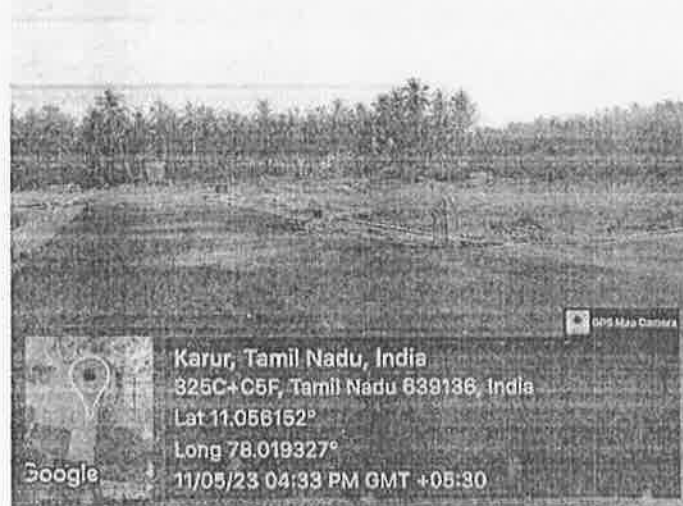 GPS Map Camera
Karur, Tamil Nadu, India
325C+C5F, Tamil Nadu 639136, India
Lat 11.056152°
Long 78.019327°
11/05/23 04:33 PM GMT +05:30
Google